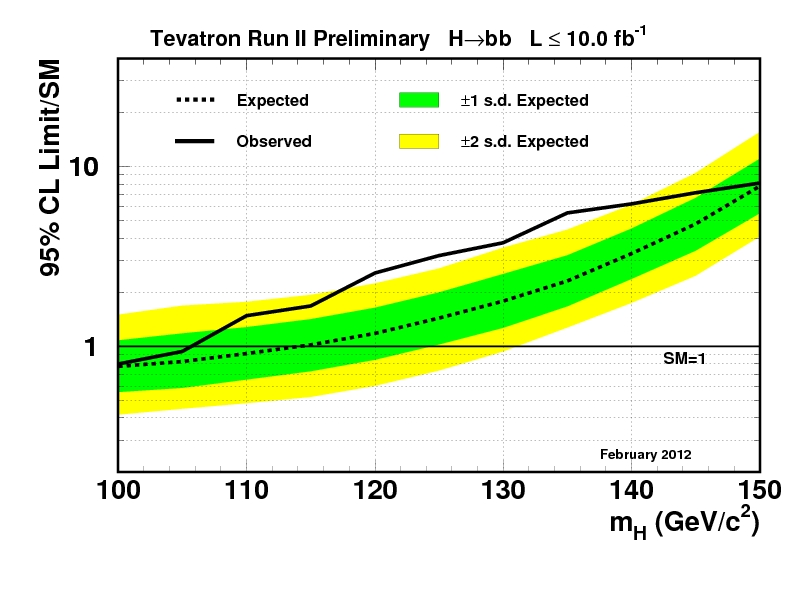 Tevatron Run II Preliminary   H→bb   L ≤ 10.0 fb⁻¹
95% CL Limit/SM
Expected
±1 s.d. Expected
Observed
±2 s.d. Expected
10
1
SM=1
February 2012
100 110 120 130 140 150
m_H (GeV/c²)